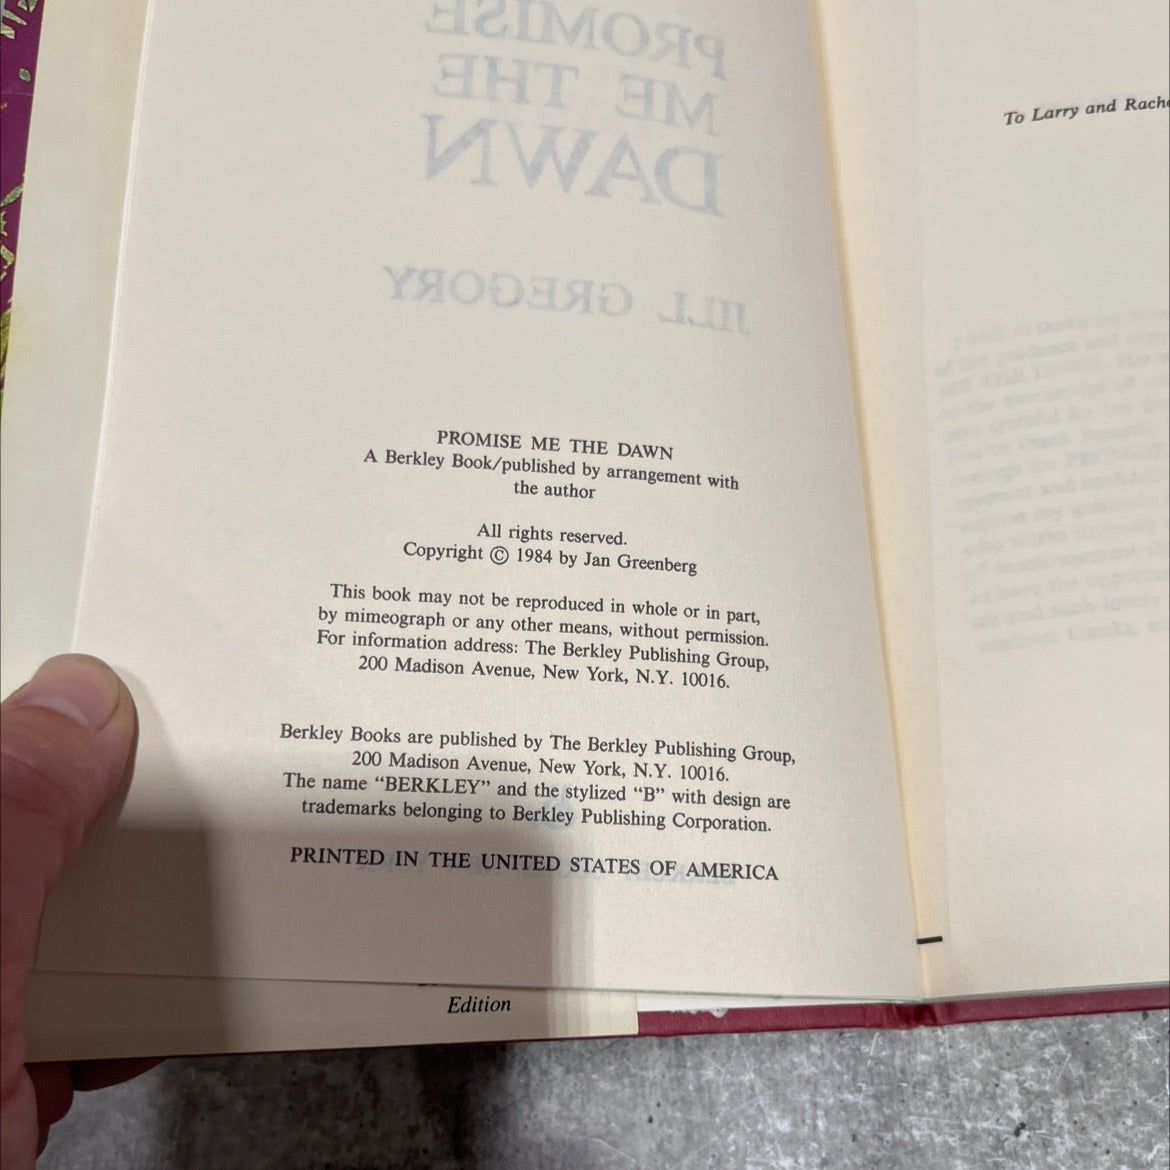 PROMISE
ME THE
DAWN
JILL GREGORY
PROMISE ME THE DAWN
A Berkley Book/published by arrangement with
the author
All rights reserved.
Copyright © 1984 by Jan Greenberg
This book may not be reproduced in whole or in part,
by mimeograph or any other means, without permission.
For information address: The Berkley Publishing Group,
200 Madison Avenue, New York, N.Y. 10016.
Berkley Books are published by The Berkley Publishing Group,
200 Madison Avenue, New York, N.Y. 10016.
The name “BERKLEY” and the stylized “B” with design are
trademarks belonging to Berkley Publishing Corporation.
PRINTED IN THE UNITED STATES OF AMERICA
Edition
To Larry and Rache